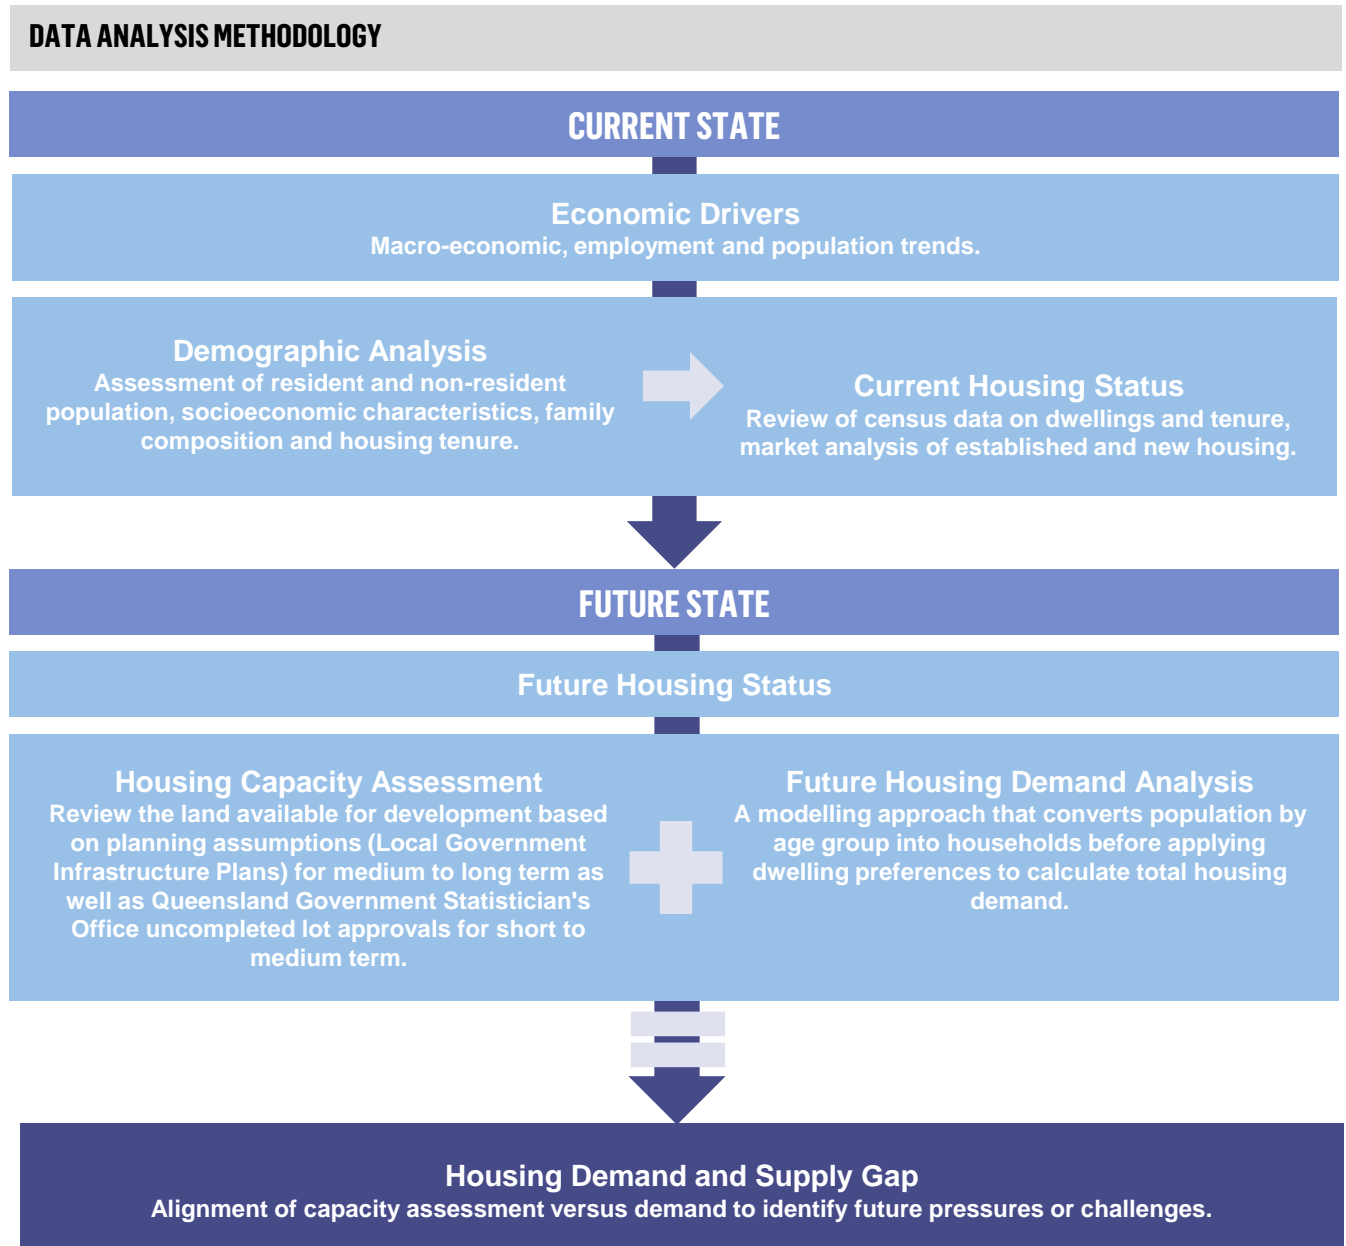 DATA ANALYSIS METHODOLOGY
CURRENT STATE
Economic Drivers
Macro-economic, employment and population trends.
Demographic Analysis
Assessment of resident and non-resident
population, socioeconomic characteristics, family
composition and housing tenure.
Current Housing Status
Review of census data on dwellings and tenure,
market analysis of established and new housing.
FUTURE STATE
Future Housing Status
Housing Capacity Assessment
Review the land available for development based
on planning assumptions (Local Government
Infrastructure Plans) for medium to long term as
well as Queensland Government Statistician's
Office uncompleted lot approvals for short to
medium term.
Future Housing Demand Analysis
A modelling approach that converts population by
age group into households before applying
dwelling preferences to calculate total housing
demand.
Housing Demand and Supply Gap
Alignment of capacity assessment versus demand to identify future pressures or challenges.